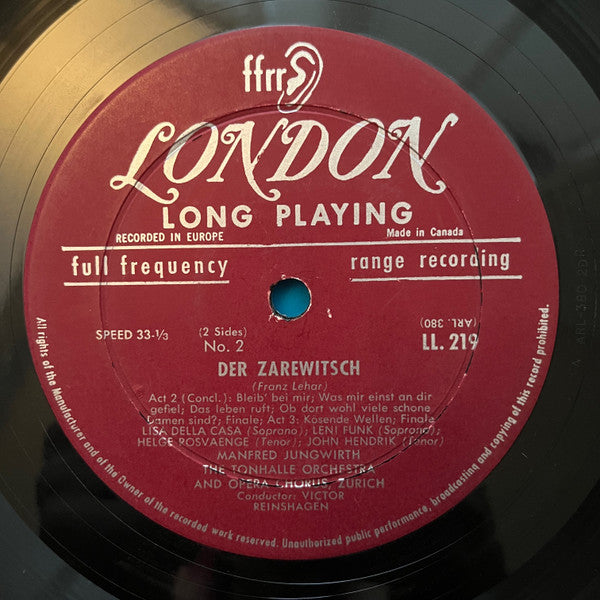 ffrr
LONDON
LONG PLAYING
RECORDED IN EUROPE Made in Canada
full frequency range recording
SPEED 33-⅓ (2 Sides) (ARL. 380)
No. 2 LL. 219
DER ZAREWITSCH
(Franz Lehar)
Act 2 (Concl.): Bleib' bei mir; Was mir einst an dir
gefiel; Das leben ruft; Ob dort wohl viele schone
Damen sind?; Finale; Act 3: Kosende Wellen; Finale
LISA DELLA CASA (Soprano); LENI FUNK (Soprano);
HELGE ROSVAENGE (Tenor); JOHN HENDRIK (Tenor)
MANFRED JUNGWIRTH
THE TONHALLE ORCHESTRA
AND OPERA CHORUS, ZURICH
Conductor: VICTOR
REINSHAGEN
All rights of the Manufacturer and of the Owner of the recorded work reserved. Unauthorized public performance, broadcasting and copying of this record prohibited.
ARL-380-2DR